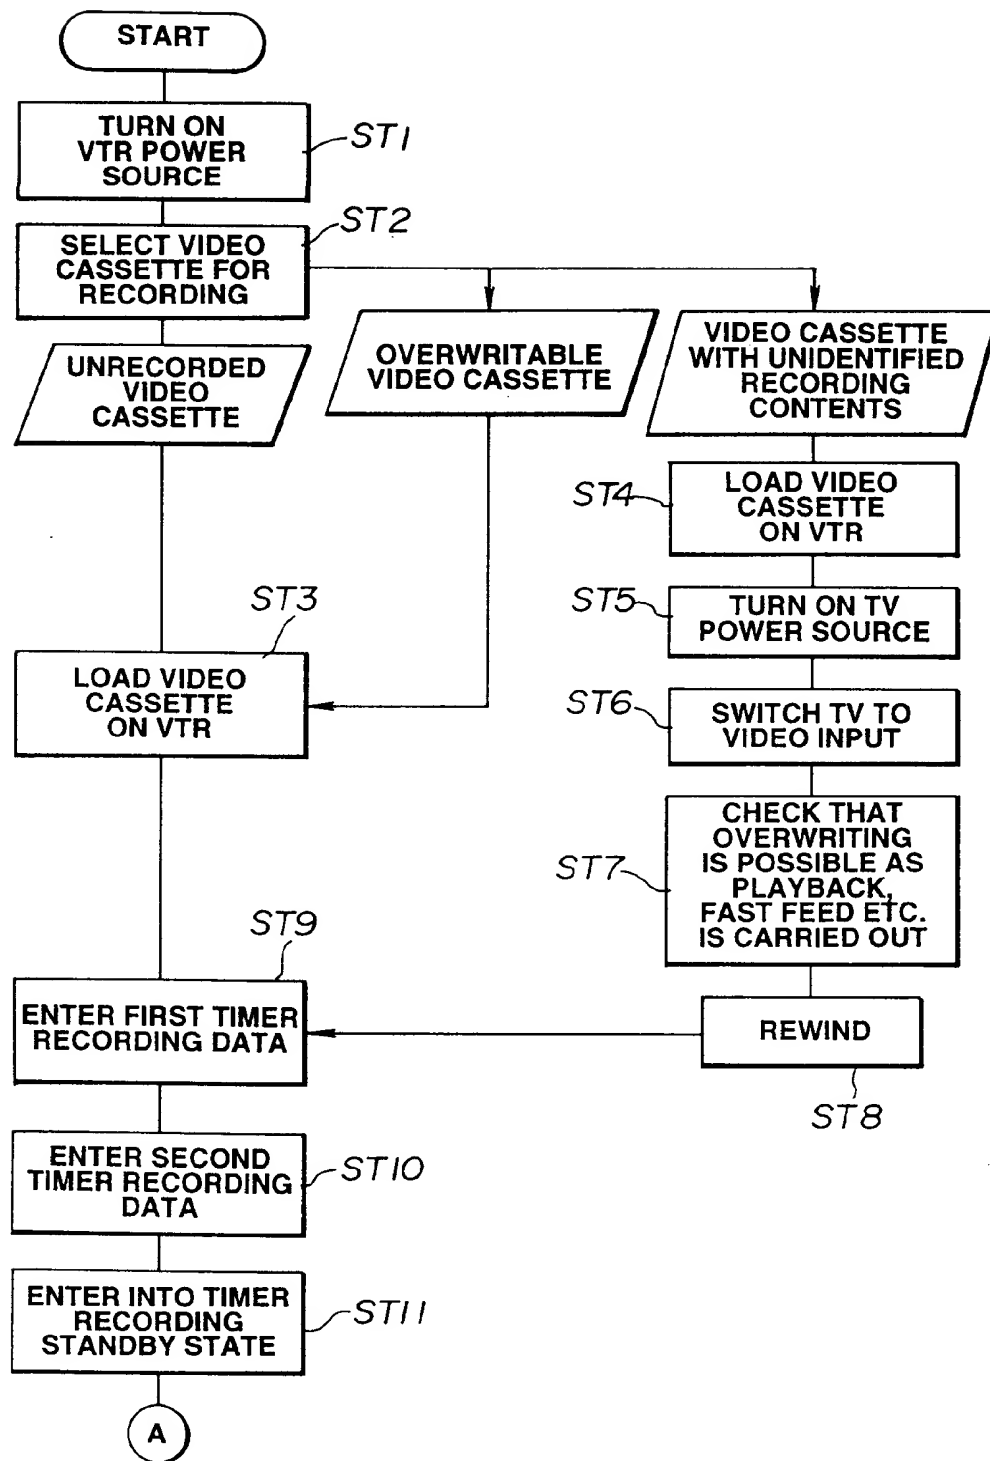 START
TURN ON
VTR POWER
SOURCE
ST1
SELECT VIDEO
CASSETTE FOR
RECORDING
ST2
UNRECORDED
VIDEO
CASSETTE
OVERWRITABLE
VIDEO CASSETTE
VIDEO CASSETTE
WITH UNIDENTIFIED
RECORDING
CONTENTS
ST4
LOAD VIDEO
CASSETTE
ON VTR
ST5
TURN ON TV
POWER SOURCE
ST3
LOAD VIDEO
CASSETTE
ON VTR
ST6
SWITCH TV TO
VIDEO INPUT
ST7
CHECK THAT
OVERWRITING
IS POSSIBLE AS
PLAYBACK,
FAST FEED ETC.
IS CARRIED OUT
ST9
ENTER FIRST TIMER
RECORDING DATA
REWIND
ST8
ENTER SECOND
TIMER RECORDING
DATA
ST10
ENTER INTO TIMER
RECORDING
STANDBY STATE
ST11
A